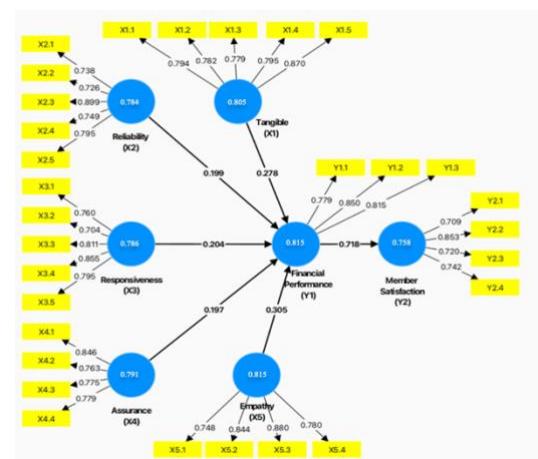 X1.1 X1.2 X1.3 X1.4 X1.5
0.794 0.782 0.779 0.795 0.870
0.805
Tangible
(X1)
X2.1
X2.2
X2.3
X2.4
X2.5
0.738
0.726
0.899
0.749
0.795
0.784
Reliability
(X2)
0.199
0.278
X3.1
X3.2
X3.3
X3.4
X3.5
0.760
0.704
0.811
0.855
0.795
0.786
Responsiveness
(X3)
0.204
Y1.1 Y1.2 Y1.3
0.779 0.850 0.815
0.815
Financial
Performance
(Y1)
0.718
0.758
Member
Satisfaction
(Y2)
0.709
0.853
0.720
0.742
Y2.1
Y2.2
Y2.3
Y2.4
X4.1
X4.2
X4.3
X4.4
0.846
0.763
0.775
0.779
0.791
Assurance
(X4)
0.197
0.305
0.815
Empathy
(X5)
0.748 0.844 0.880 0.780
X5.1 X5.2 X5.3 X5.4